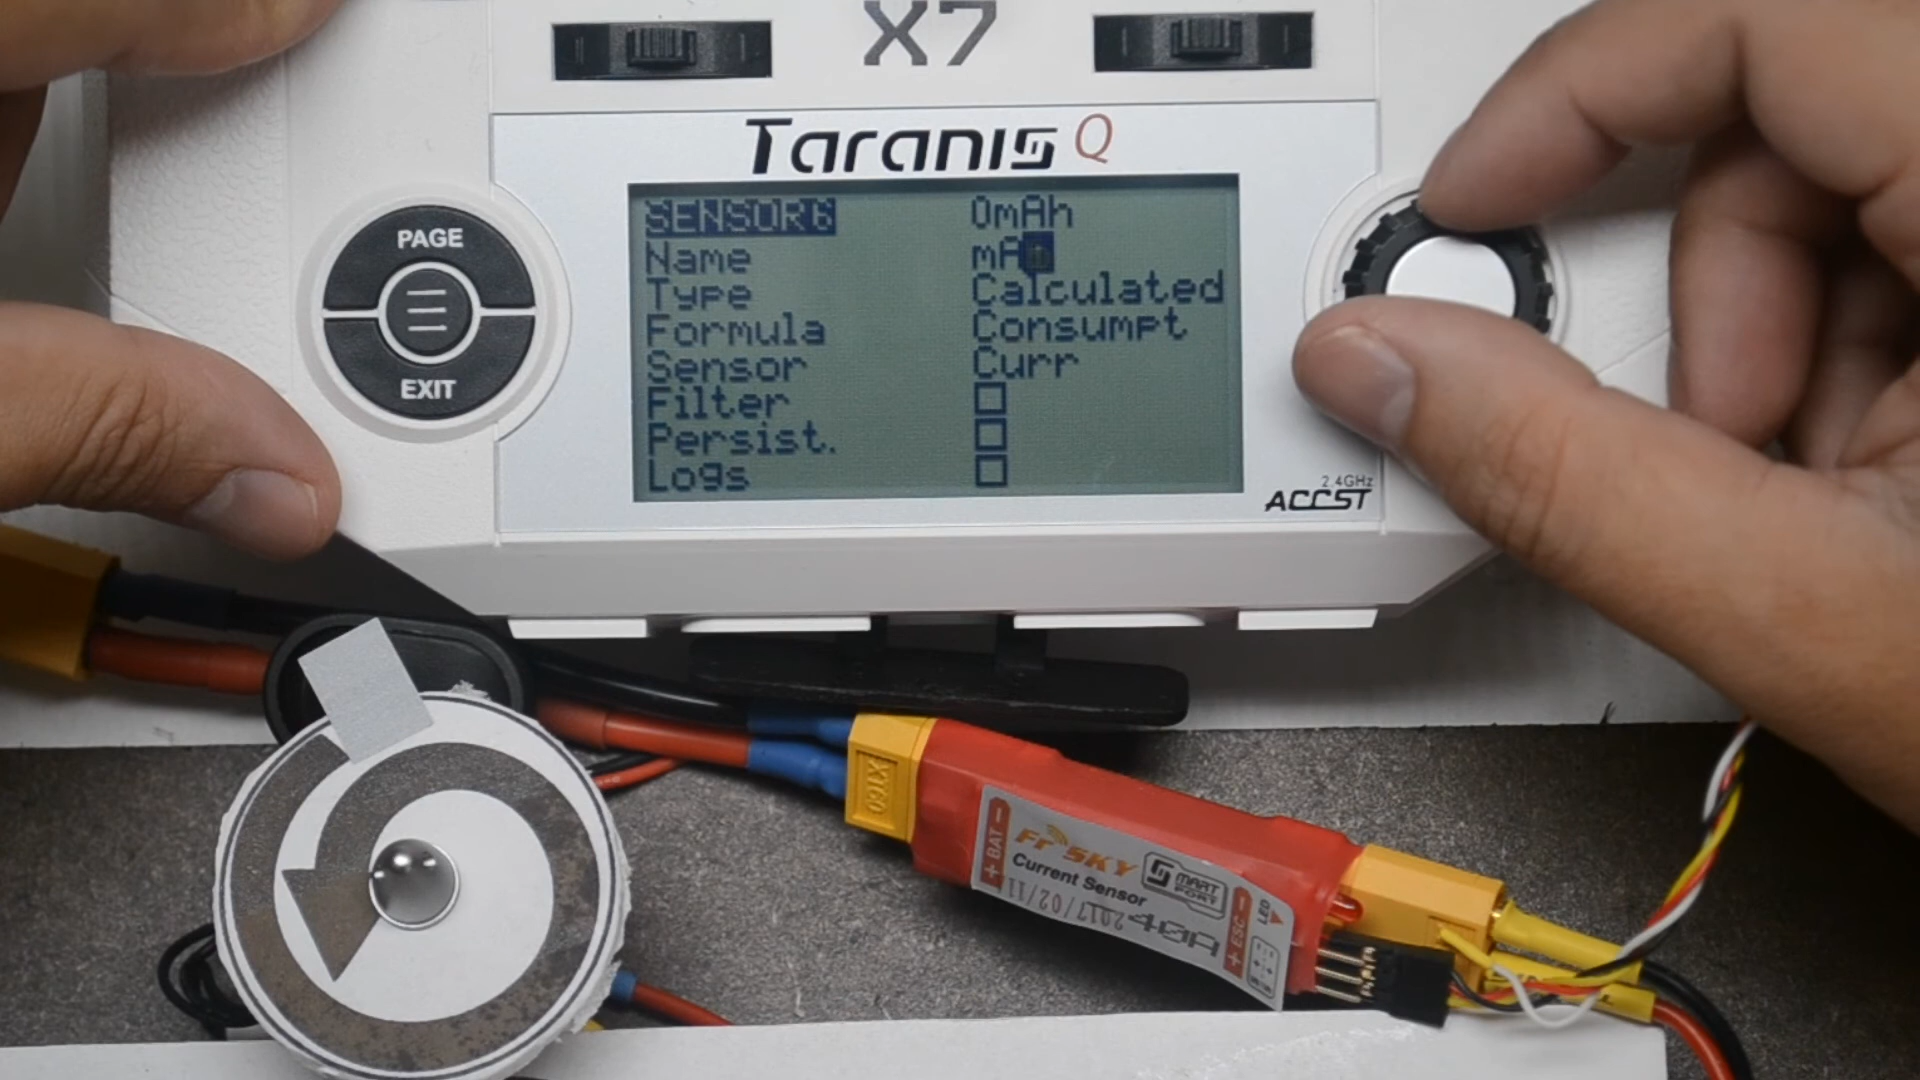 X7
Taranis Q
PAGE
EXIT
SENSOR6 0mAh
Name mA
Type Calculated
Formula Consumpt
Sensor Curr
Filter
Persist.
Logs
2.4GHz
ACCST
XT60
+ BAT -
FrSKY
Current Sensor
2017/02/11
40A
SMART
PORT
+ ESC -
LED